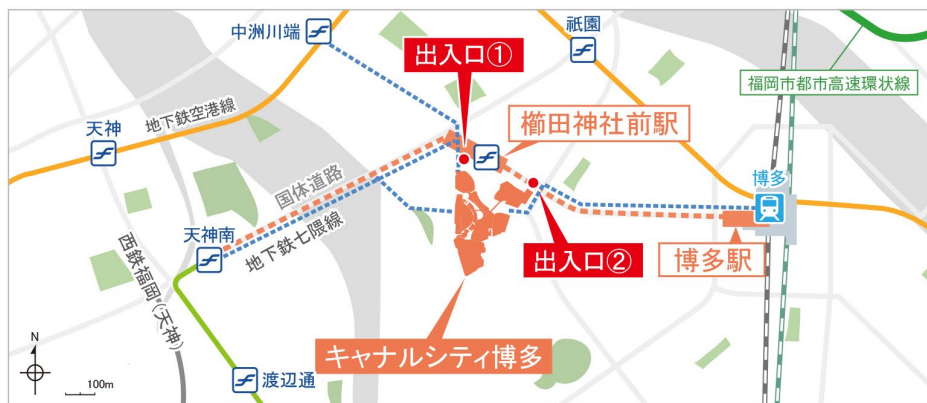 中洲川端
出入口①
祇園
福岡市都市高速環状線
天神
地下鉄空港線
櫛田神社前駅
国体道路
博多
天神南
地下鉄七隈線
出入口②
博多駅
西鉄福岡(天神)
キャナルシティ博多
渡辺通
N
100m